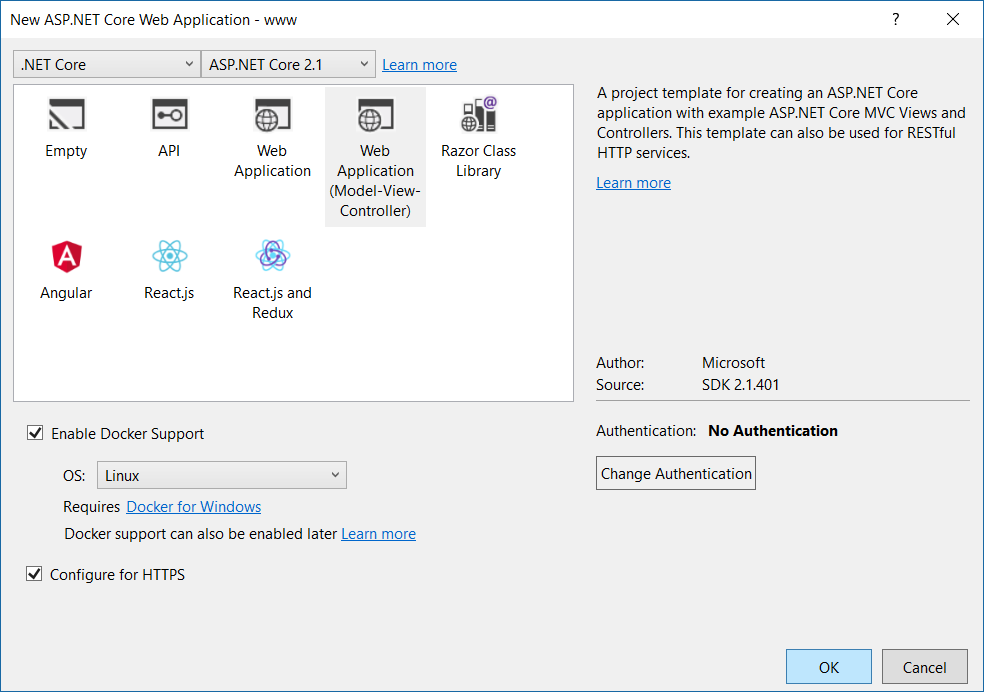 New ASP.NET Core Web Application - www
?
.NET Core
ASP.NET Core 2.1
Learn more
Empty
API
Web
Application
Web
Application
(Model-View-
Controller)
Razor Class
Library
Angular
React.js
React.js and
Redux
A project template for creating an ASP.NET Core
application with example ASP.NET Core MVC Views and
Controllers. This template can also be used for RESTful
HTTP services.
Learn more
Author: Microsoft
Source: SDK 2.1.401
Enable Docker Support
OS: Linux
Requires Docker for Windows
Docker support can also be enabled later Learn more
Configure for HTTPS
Authentication: No Authentication
Change Authentication
OK
Cancel